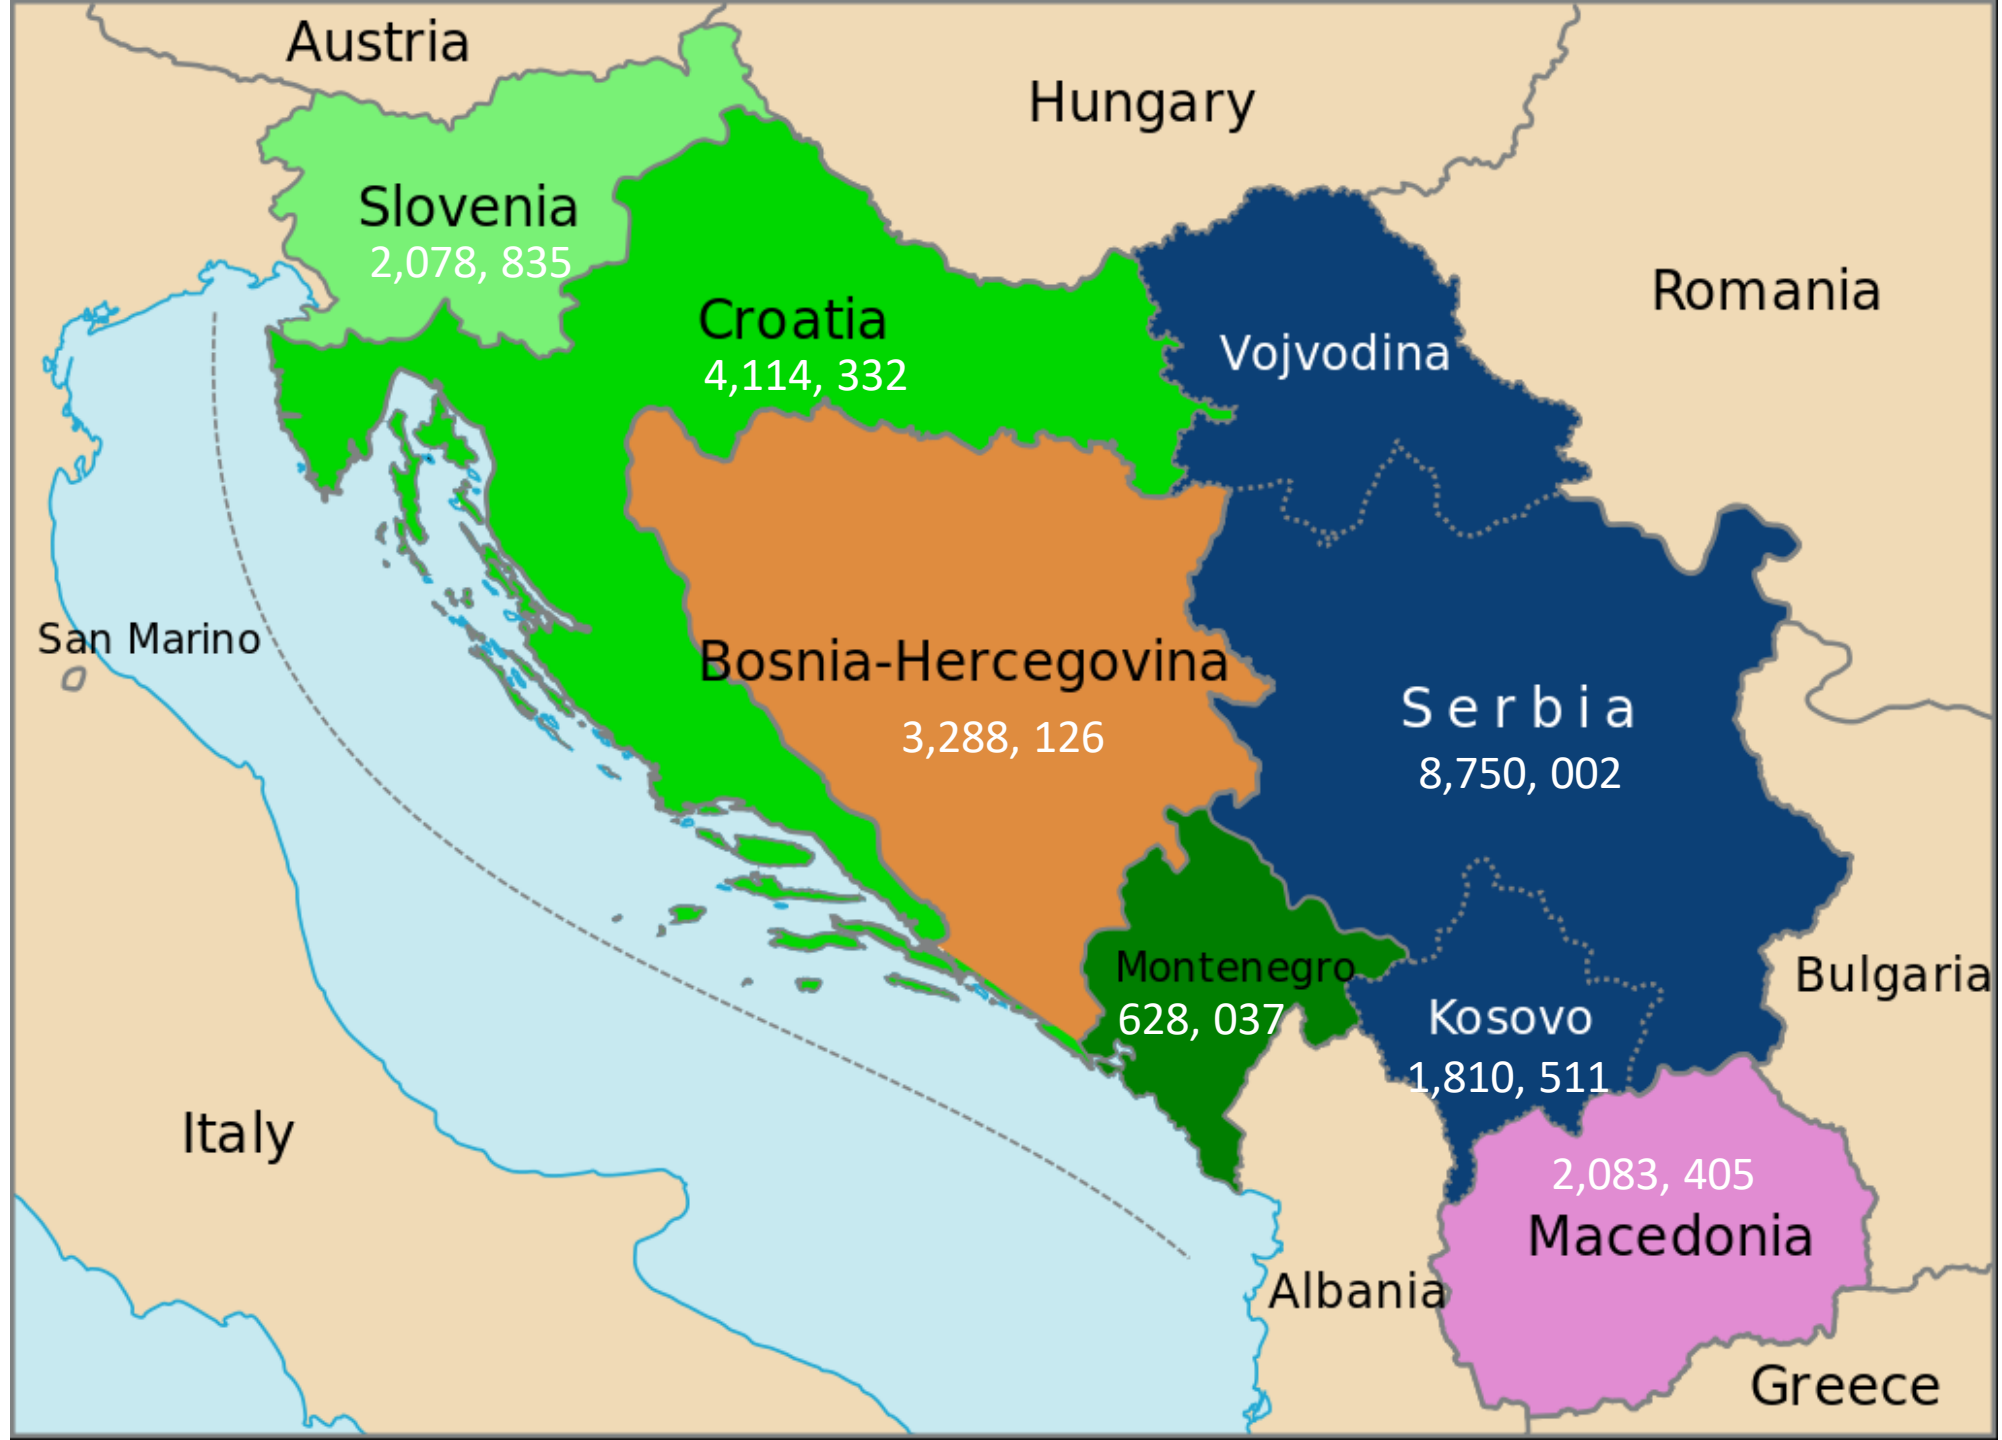 Austria
Hungary
Slovenia
2,078, 835
Romania
Croatia
4,114, 332
Vojvodina
San Marino
Bosnia-Hercegovina
3,288, 126
Serbia
8,750, 002
Montenegro
628, 037
Bulgaria
Kosovo
1,810, 511
Italy
2,083, 405
Macedonia
Albania
Greece